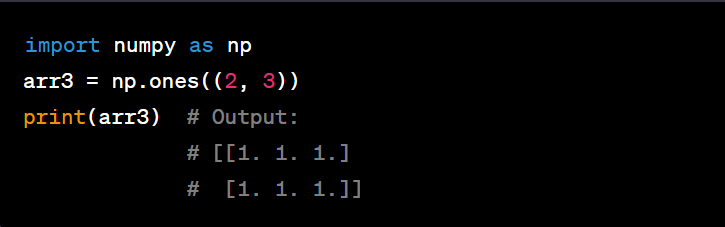 import numpy as np
arr3 = np.ones((2, 3))
print(arr3)  # Output:
             # [[1. 1. 1.]
             #  [1. 1. 1.]]